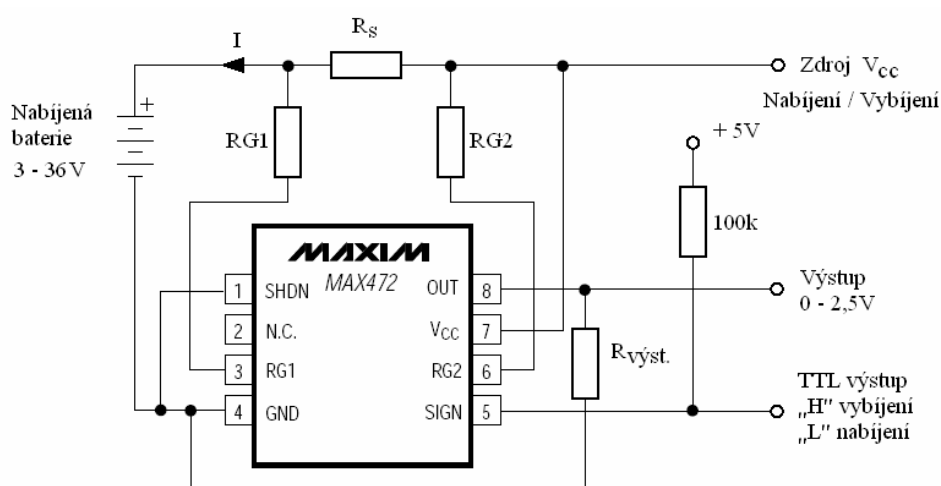 RS
I
Zdroj VCC
Nabíjení / Vybíjení
Nabíjená
baterie
3 - 36 V
+
RG1
RG2
+ 5V
100k
MAXIM
MAX472
1 SHDN
OUT 8
2 N.C.
VCC 7
3 RG1
RG2 6
4 GND
SIGN 5
Výstup
0 - 2,5V
Rvýst.
TTL výstup
„H" vybíjení
„L" nabíjení